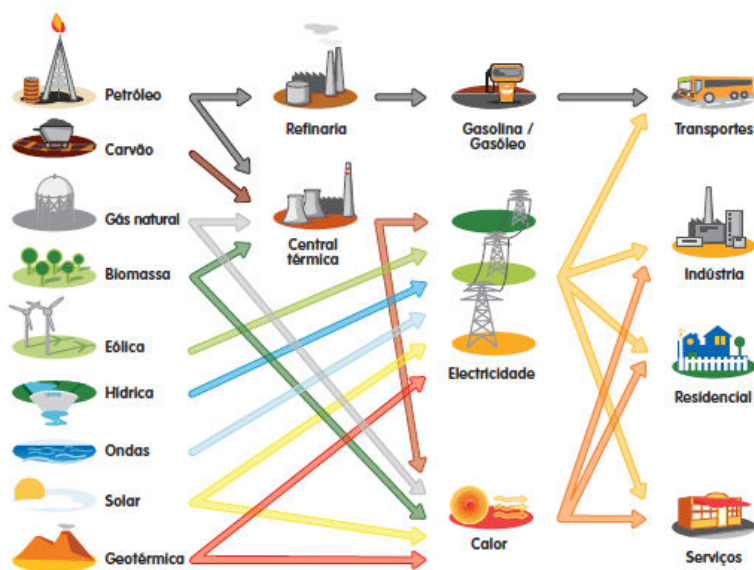 Petróleo
Refinaria
Gasolina /
Gasóleo
Transportes
Carvão
Gás natural
Central
térmica
Indústria
Biomassa
Eólica
Electricidade
Hídrica
Residencial
Ondas
Solar
Calor
Serviços
Geotérmica